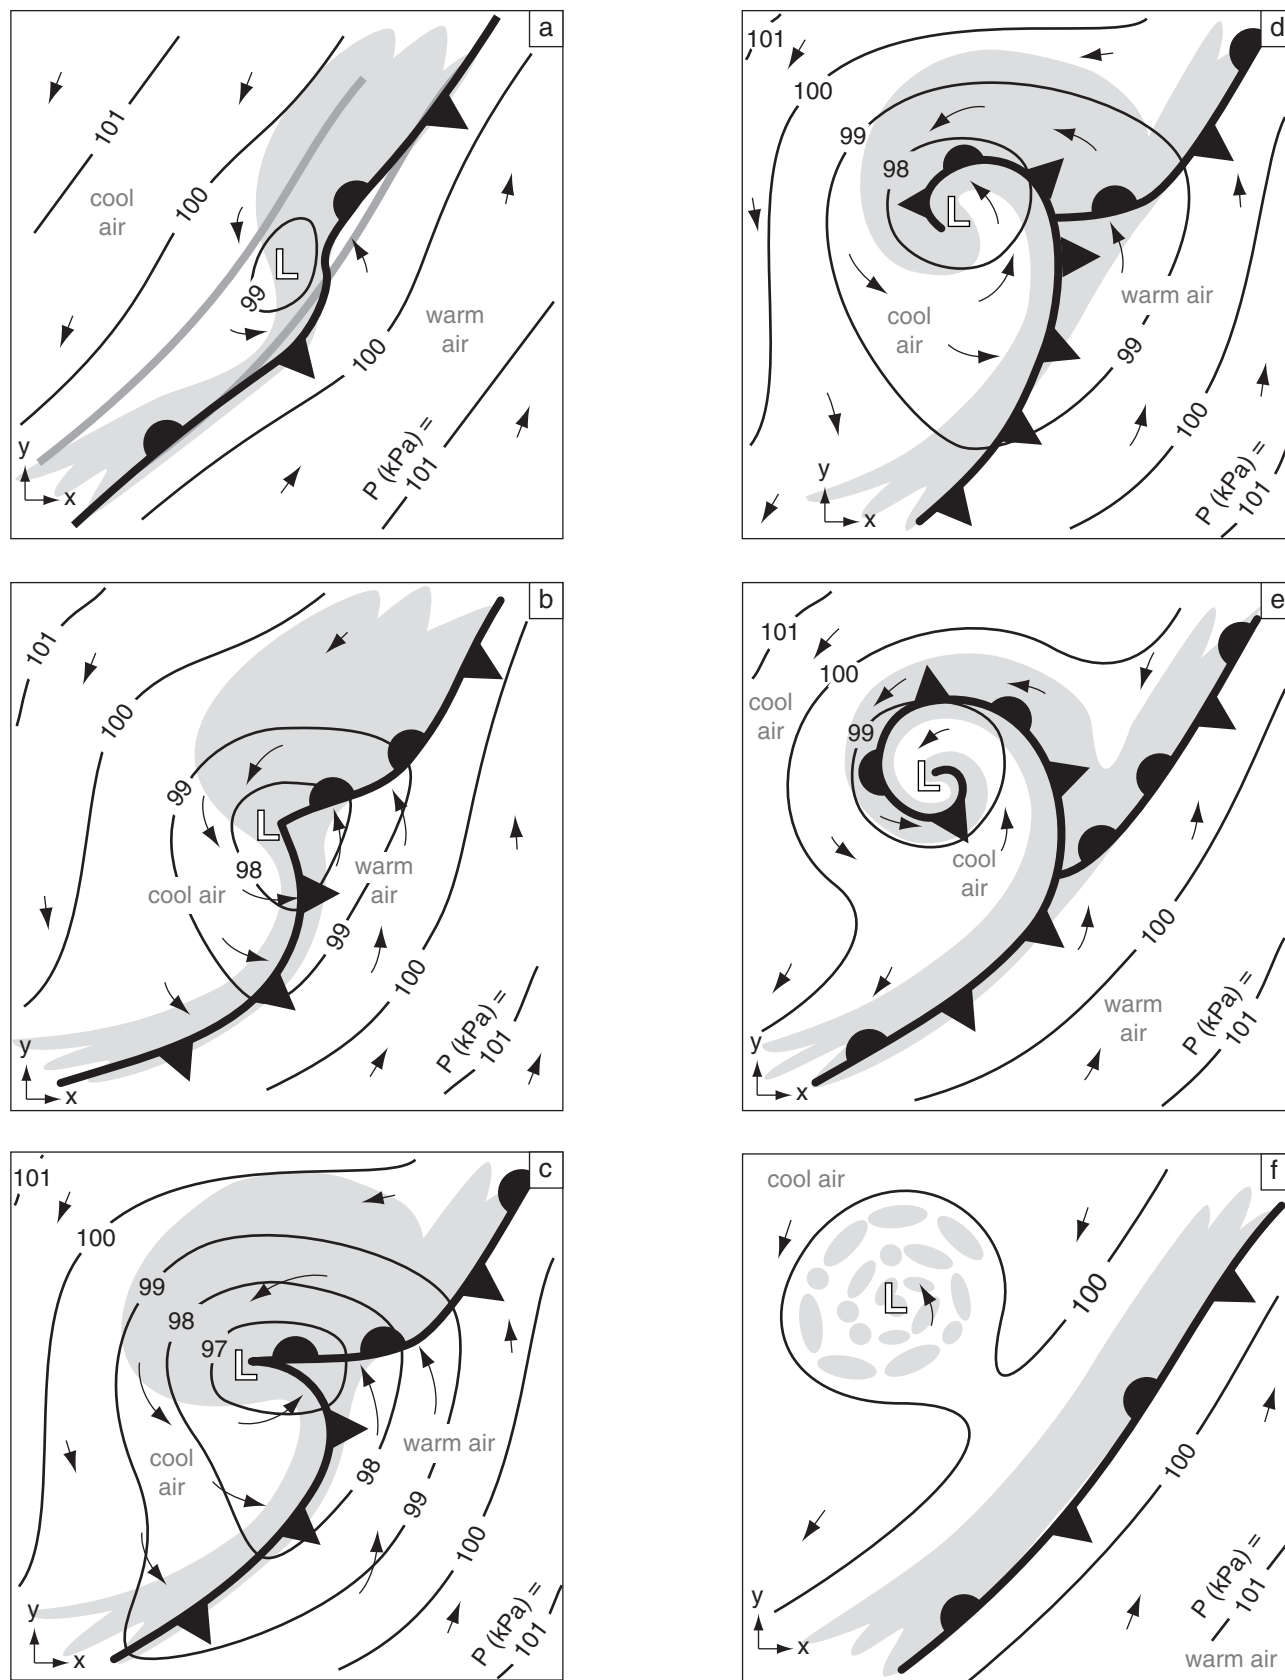 a
101
cool
air
100
L
99
warm
air
100
P (kPa) =
101
y
x
b
101
100
99
L
98
cool air
warm
air
99
100
P (kPa) =
101
y
x
c
101
100
99
98
97
L
cool
air
warm air
98
99
100
P (kPa) =
101
y
x
d
101
100
99
98
L
cool
air
warm air
99
100
P (kPa) =
101
y
x
e
101
100
cool
air
99
L
cool
air
100
warm
air
P (kPa) =
101
y
x
f
cool air
L
100
100
P (kPa) =
101
warm air
y
x